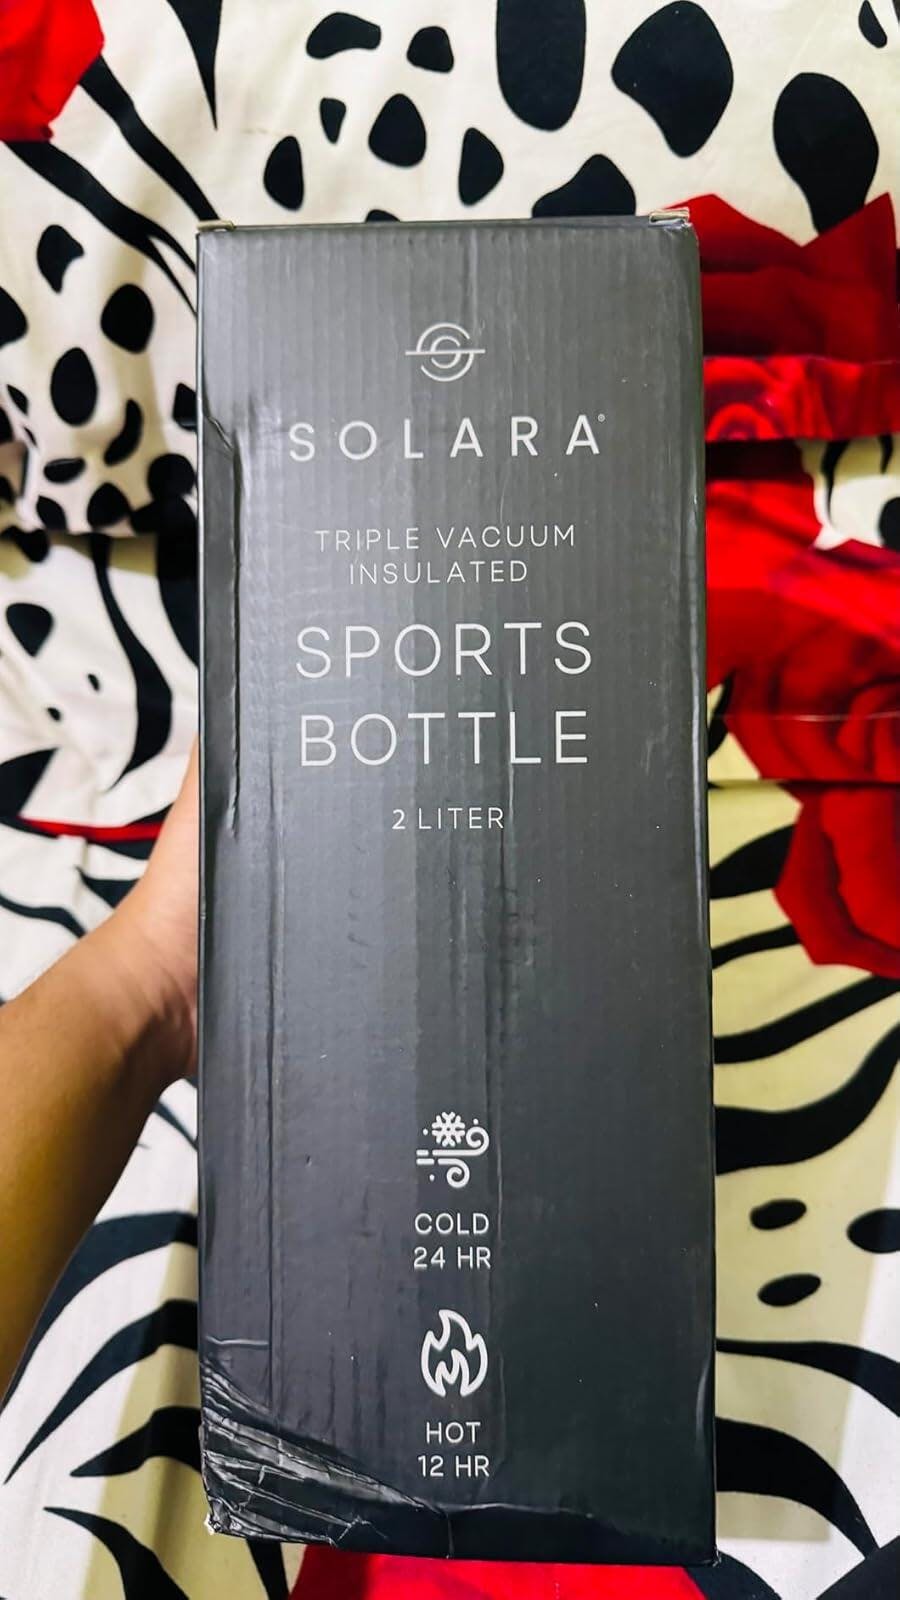 SOLARA®
TRIPLE VACUUM
INSULATED
SPORTS
BOTTLE
2 LITER
COLD
24 HR
HOT
12 HR